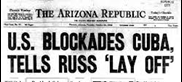 THE ARIZONA REPUBLIC
U.S. BLOCKADES CUBA,
TELLS RUSS 'LAY OFF'